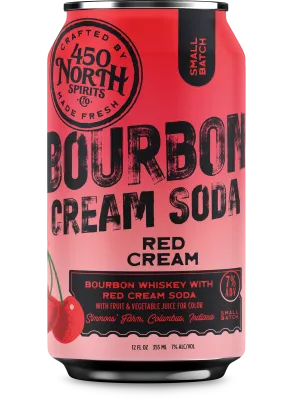 CRAFTED BY
450
NORTH
SPIRITS
CO
MADE FRESH
SMALL
BATCH
BOURBON
CREAM SODA
RED
CREAM
BOURBON WHISKEY WITH
RED CREAM SODA
WITH FRUIT & VEGETABLE JUICE FOR COLOR
Simmons' Farm, Columbus, Indiana
7%
ABV
SMALL
BATCH
12 FL OZ 355 ML 7% ALC/VOL